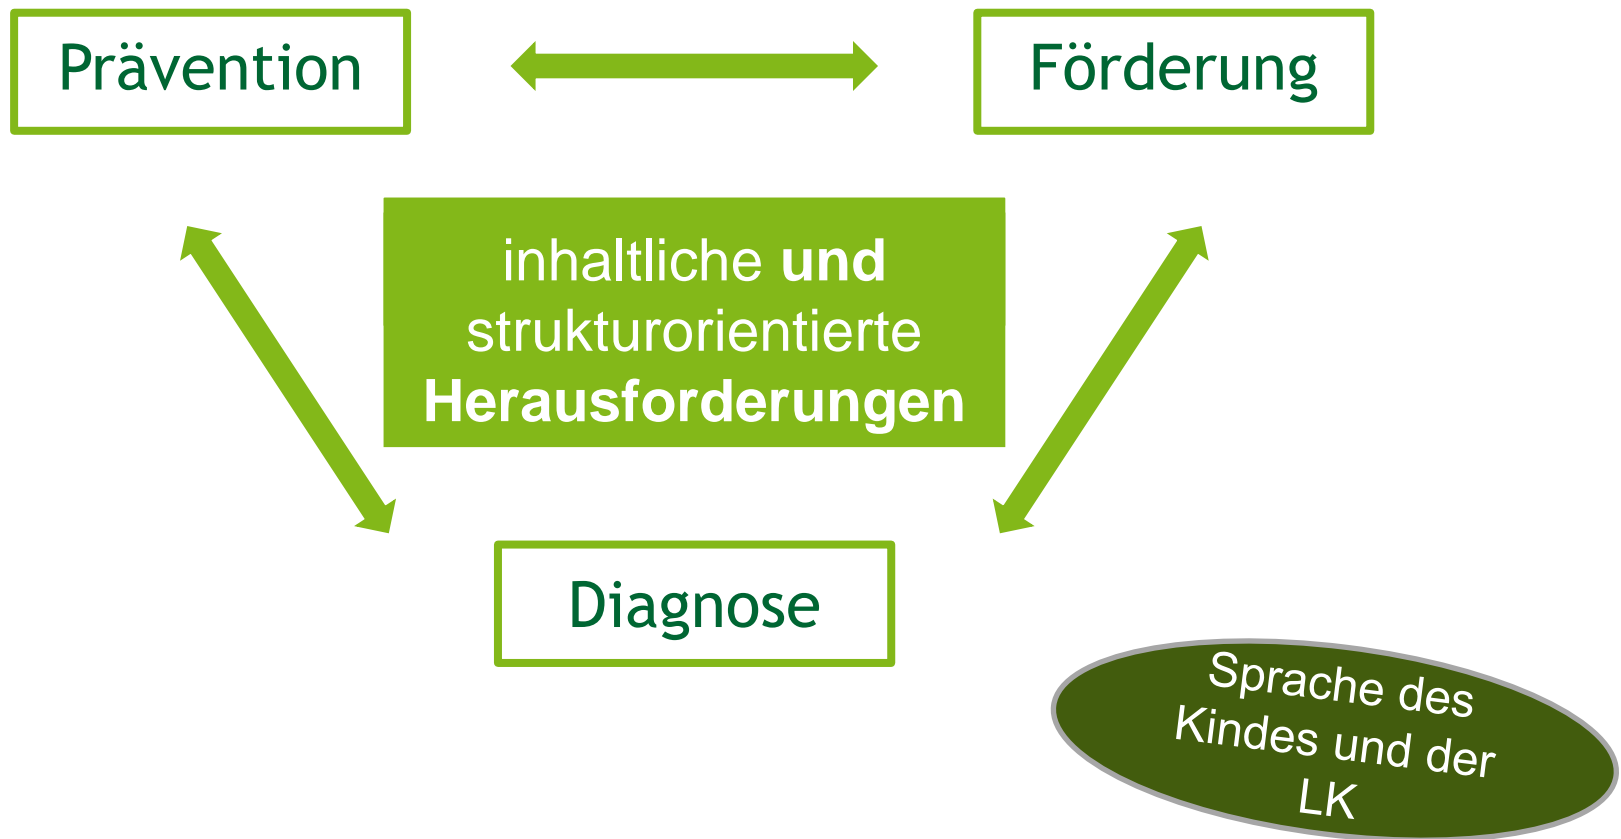 Prävention
Förderung
inhaltliche und
strukturorientierte
Herausforderungen
Diagnose
Sprache des
Kindes und der
LK